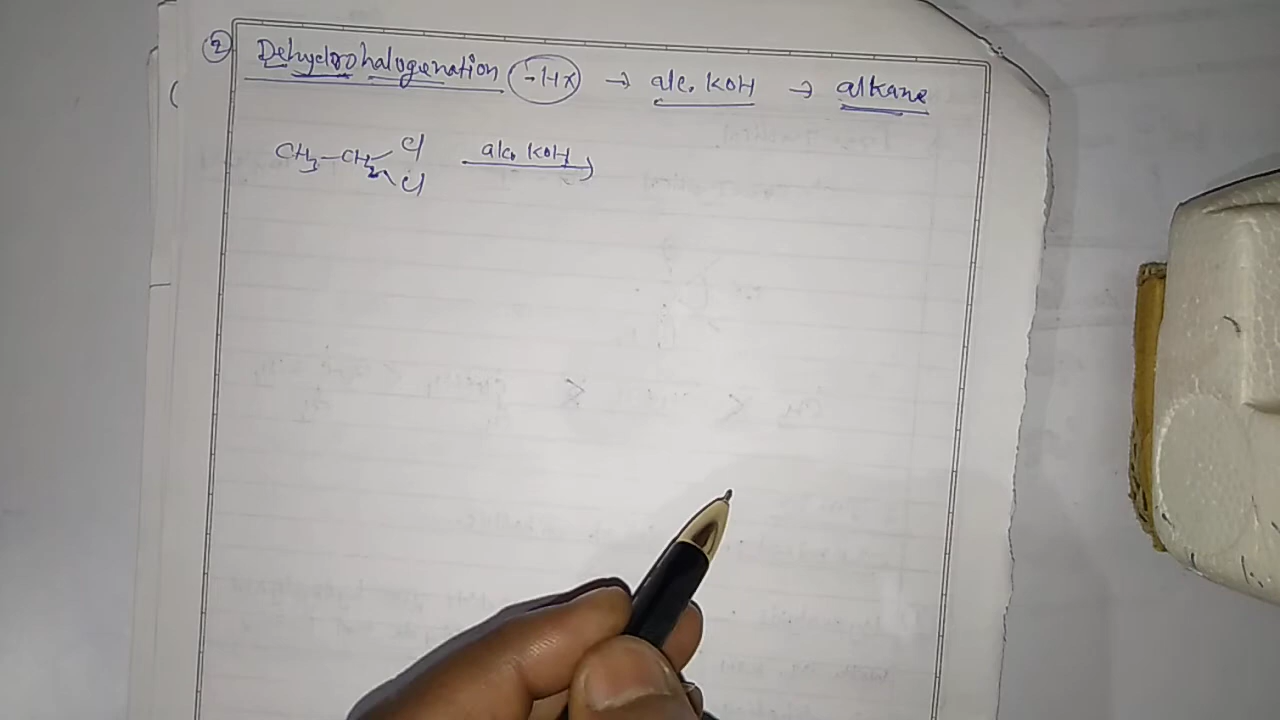 ② Dehydrohalogenation (-HX) → alc. KOH → alkane
CH3-CH2 Cl Cl alc. KOH →